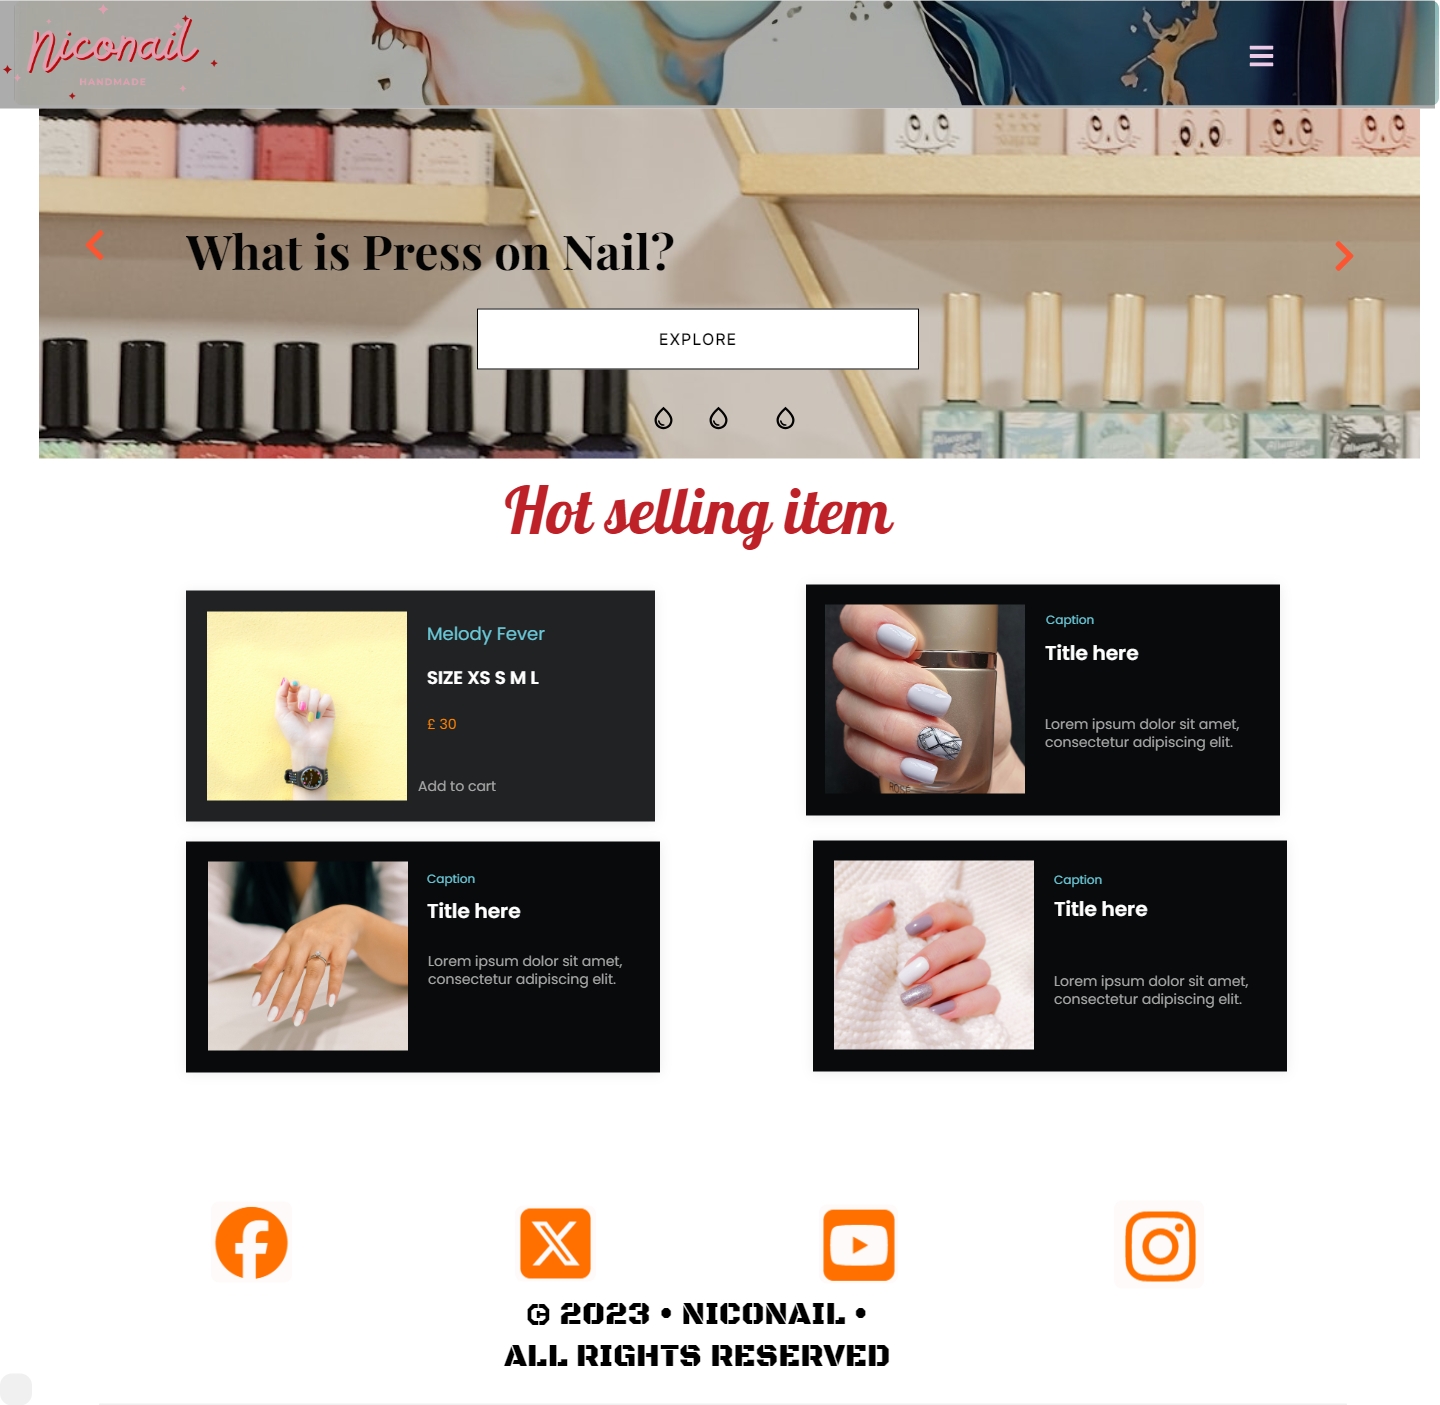 Niconail
HANDMADE
What is Press on Nail?
EXPLORE
Hot selling item
Melody Fever
SIZE XS S M L
£ 30
Add to cart
Caption
Title here
Lorem ipsum dolor sit amet,
consectetur adipiscing elit.
Caption
Title here
Lorem ipsum dolor sit amet,
consectetur adipiscing elit.
Caption
Title here
Lorem ipsum dolor sit amet,
consectetur adipiscing elit.
© 2023 • NICONAIL •
ALL RIGHTS RESERVED